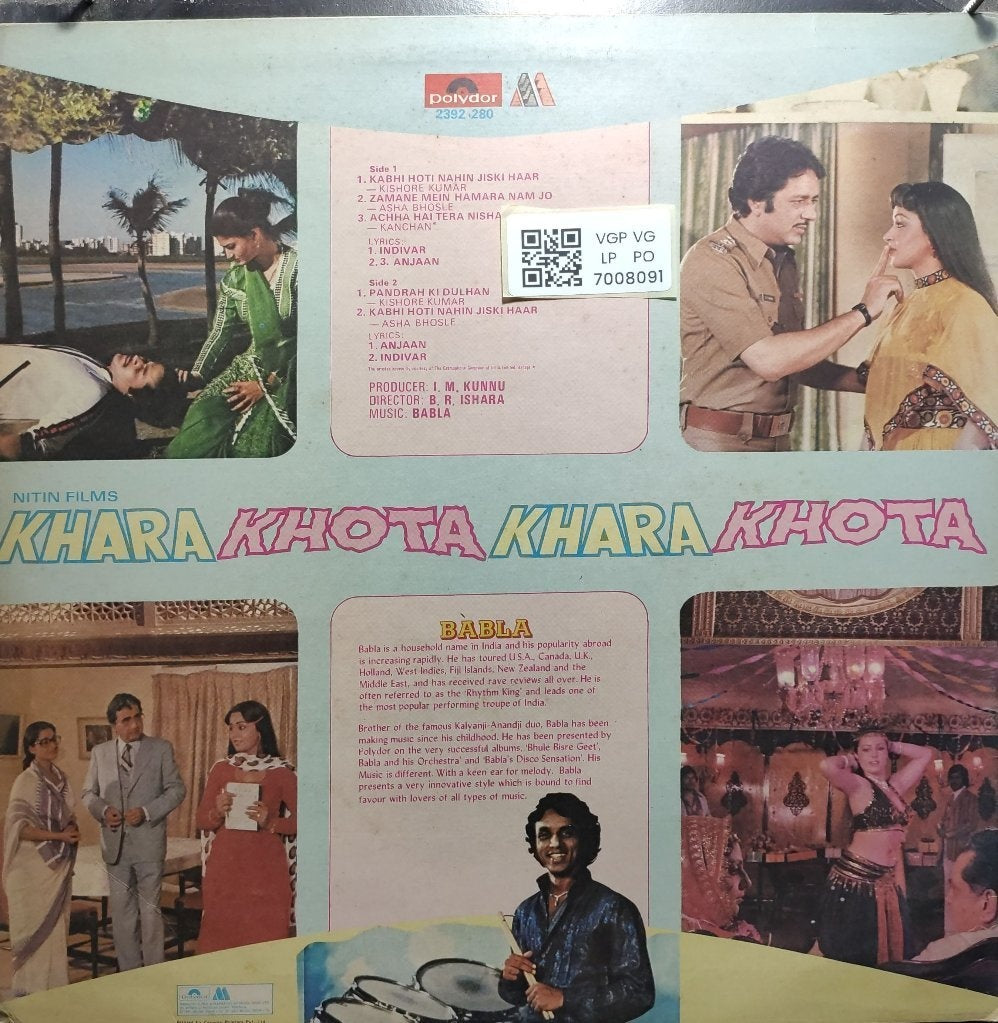 polydor
2392 280
Side 1
1. KABHI HOTI NAHIN JISKI HAAR
— KISHORE KUMAR
2. ZAMANE MEIN HAMARA NAM JO
— ASHA BHOSLE
3. ACHHA HAI TERA NISHA
— KANCHAN*
LYRICS:
1. INDIVAR
2. 3. ANJAAN
VGP VG
LP PO
7008091
Side 2
1. PANDRAH KI DULHAN
— KISHORE KUMAR
2. KABHI HOTI NAHIN JISKI HAAR
— ASHA BHOSLE
LYRICS:
1. ANJAAN
2. INDIVAR
PRODUCER: I. M. KUNNU
DIRECTOR: B. R. ISHARA
MUSIC: BABLA
NITIN FILMS
KHARA KHOTA KHARA KHOTA
BABLA
Babla is a household name in India and his popularity abroad
is increasing rapidly. He has toured U.S.A., Canada, U.K.,
Holland, West Indies, Fiji Islands, New Zealand and the
Middle East, and has received rave reviews all over. He is
often referred to as the 'Rhythm King' and leads one of
the most popular performing troupe of India.
Brother of the famous Kalyanji-Anandji duo, Babla has been
making music since his childhood. He has been presented by
Polydor on the very successful albums, 'Bhule Bisre Geet',
Babla and his Orchestra' and 'Babla's Disco Sensation'. His
Music is different. With a keen ear for melody, Babla
presents a very innovative style which is bound to find
favour with lovers of all types of music.
polydor